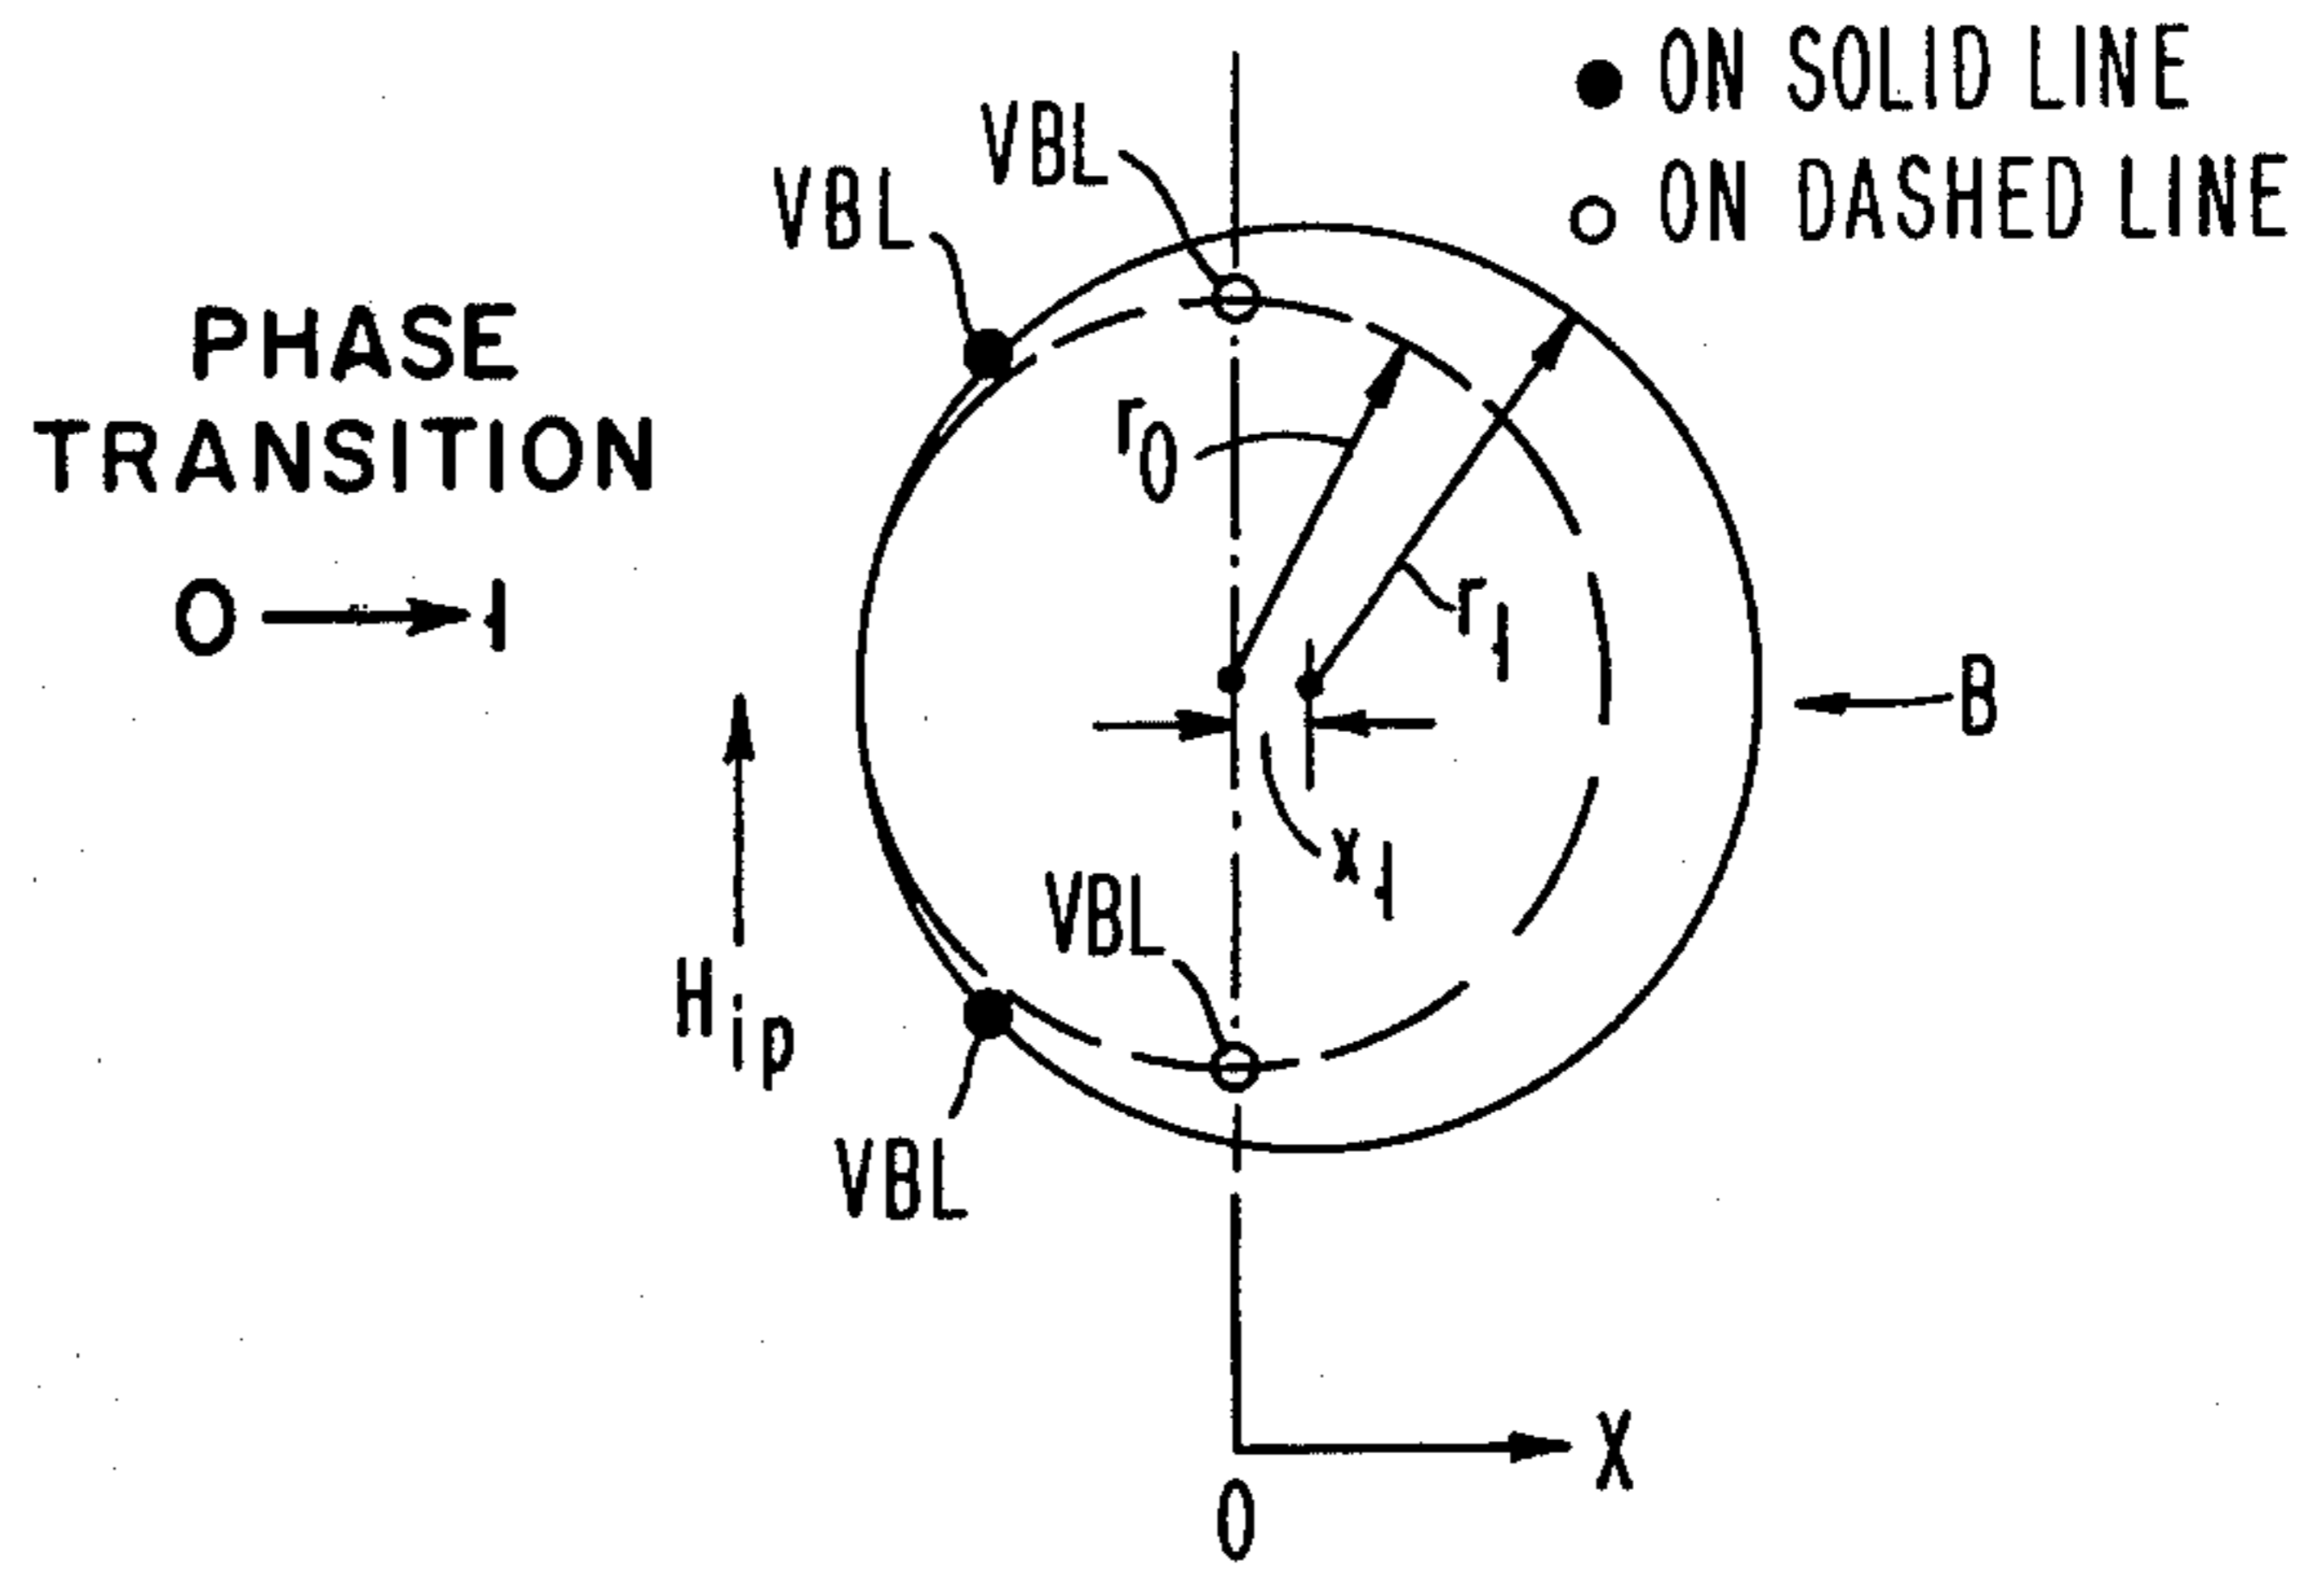 ON SOLID LINE
ON DASHED LINE
VBL
VBL
PHASE
TRANSITION
0 → 1
r0
r1
B
x1
Hip
VBL
VBL
X
0